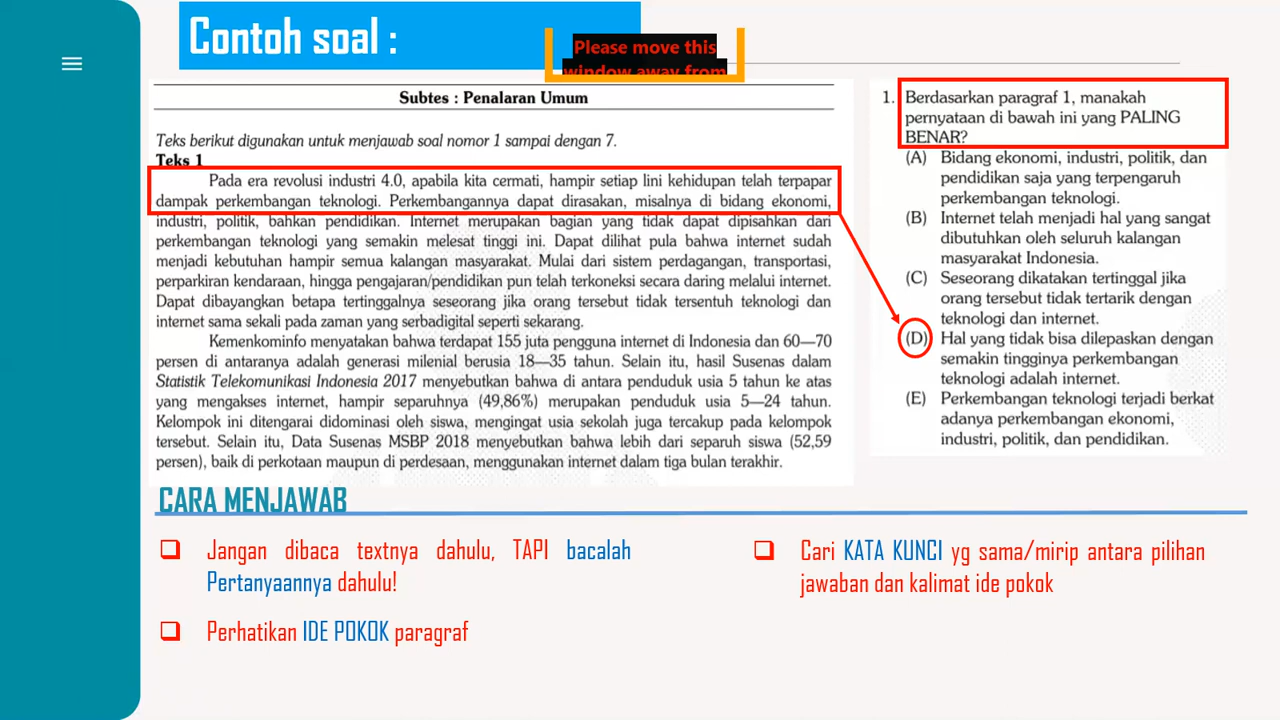 Contoh soal :
Please move this
window away from
Subtes : Penalaran Umum
Teks berikut digunakan untuk menjawab soal nomor 1 sampai dengan 7.
Teks 1
Pada era revolusi industri 4.0, apabila kita cermati, hampir setiap lini kehidupan telah terpapar
dampak perkembangan teknologi. Perkembangannya dapat dirasakan, misalnya di bidang ekonomi,
industri, politik, bahkan pendidikan. Internet merupakan bagian yang tidak dapat dipisahkan dari
perkembangan teknologi yang semakin melesat tinggi ini. Dapat dilihat pula bahwa internet sudah
menjadi kebutuhan hampir semua kalangan masyarakat. Mulai dari sistem perdagangan, transportasi,
perparkiran kendaraan, hingga pengajaran/pendidikan pun telah terkoneksi secara daring melalui internet.
Dapat dibayangkan betapa tertinggalnya seseorang jika orang tersebut tidak tersentuh teknologi dan
internet sama sekali pada zaman yang serbadigital seperti sekarang.
Kemenkominfo menyatakan bahwa terdapat 155 juta pengguna internet di Indonesia dan 60—70
persen di antaranya adalah generasi milenial berusia 18—35 tahun. Selain itu, hasil Susenas dalam
Statistik Telekomunikasi Indonesia 2017 menyebutkan bahwa di antara penduduk usia 5 tahun ke atas
yang mengakses internet, hampir separuhnya (49,86%) merupakan penduduk usia 5—24 tahun.
Kelompok ini ditengarai didominasi oleh siswa, mengingat usia sekolah juga tercakup pada kelompok
tersebut. Selain itu, Data Susenas MSBP 2018 menyebutkan bahwa lebih dari separuh siswa (52,59
persen), baik di perkotaan maupun di perdesaan, menggunakan internet dalam tiga bulan terakhir.
1. Berdasarkan paragraf 1, manakah
pernyataan di bawah ini yang PALING
BENAR?
(A) Bidang ekonomi, industri, politik, dan
pendidikan saja yang terpengaruh
perkembangan teknologi.
(B) Internet telah menjadi hal yang sangat
dibutuhkan oleh seluruh kalangan
masyarakat Indonesia.
(C) Seseorang dikatakan tertinggal jika
orang tersebut tidak tertarik dengan
teknologi dan internet.
(D) Hal yang tidak bisa dilepaskan dengan
semakin tingginya perkembangan
teknologi adalah internet.
(E) Perkembangan teknologi terjadi berkat
adanya perkembangan ekonomi,
industri, politik, dan pendidikan.
CARA MENJAWAB
Jangan dibaca textnya dahulu, TAPI bacalah
Pertanyaannya dahulu!
Perhatikan IDE POKOK paragraf
Cari KATA KUNCI yg sama/mirip antara pilihan
jawaban dan kalimat ide pokok